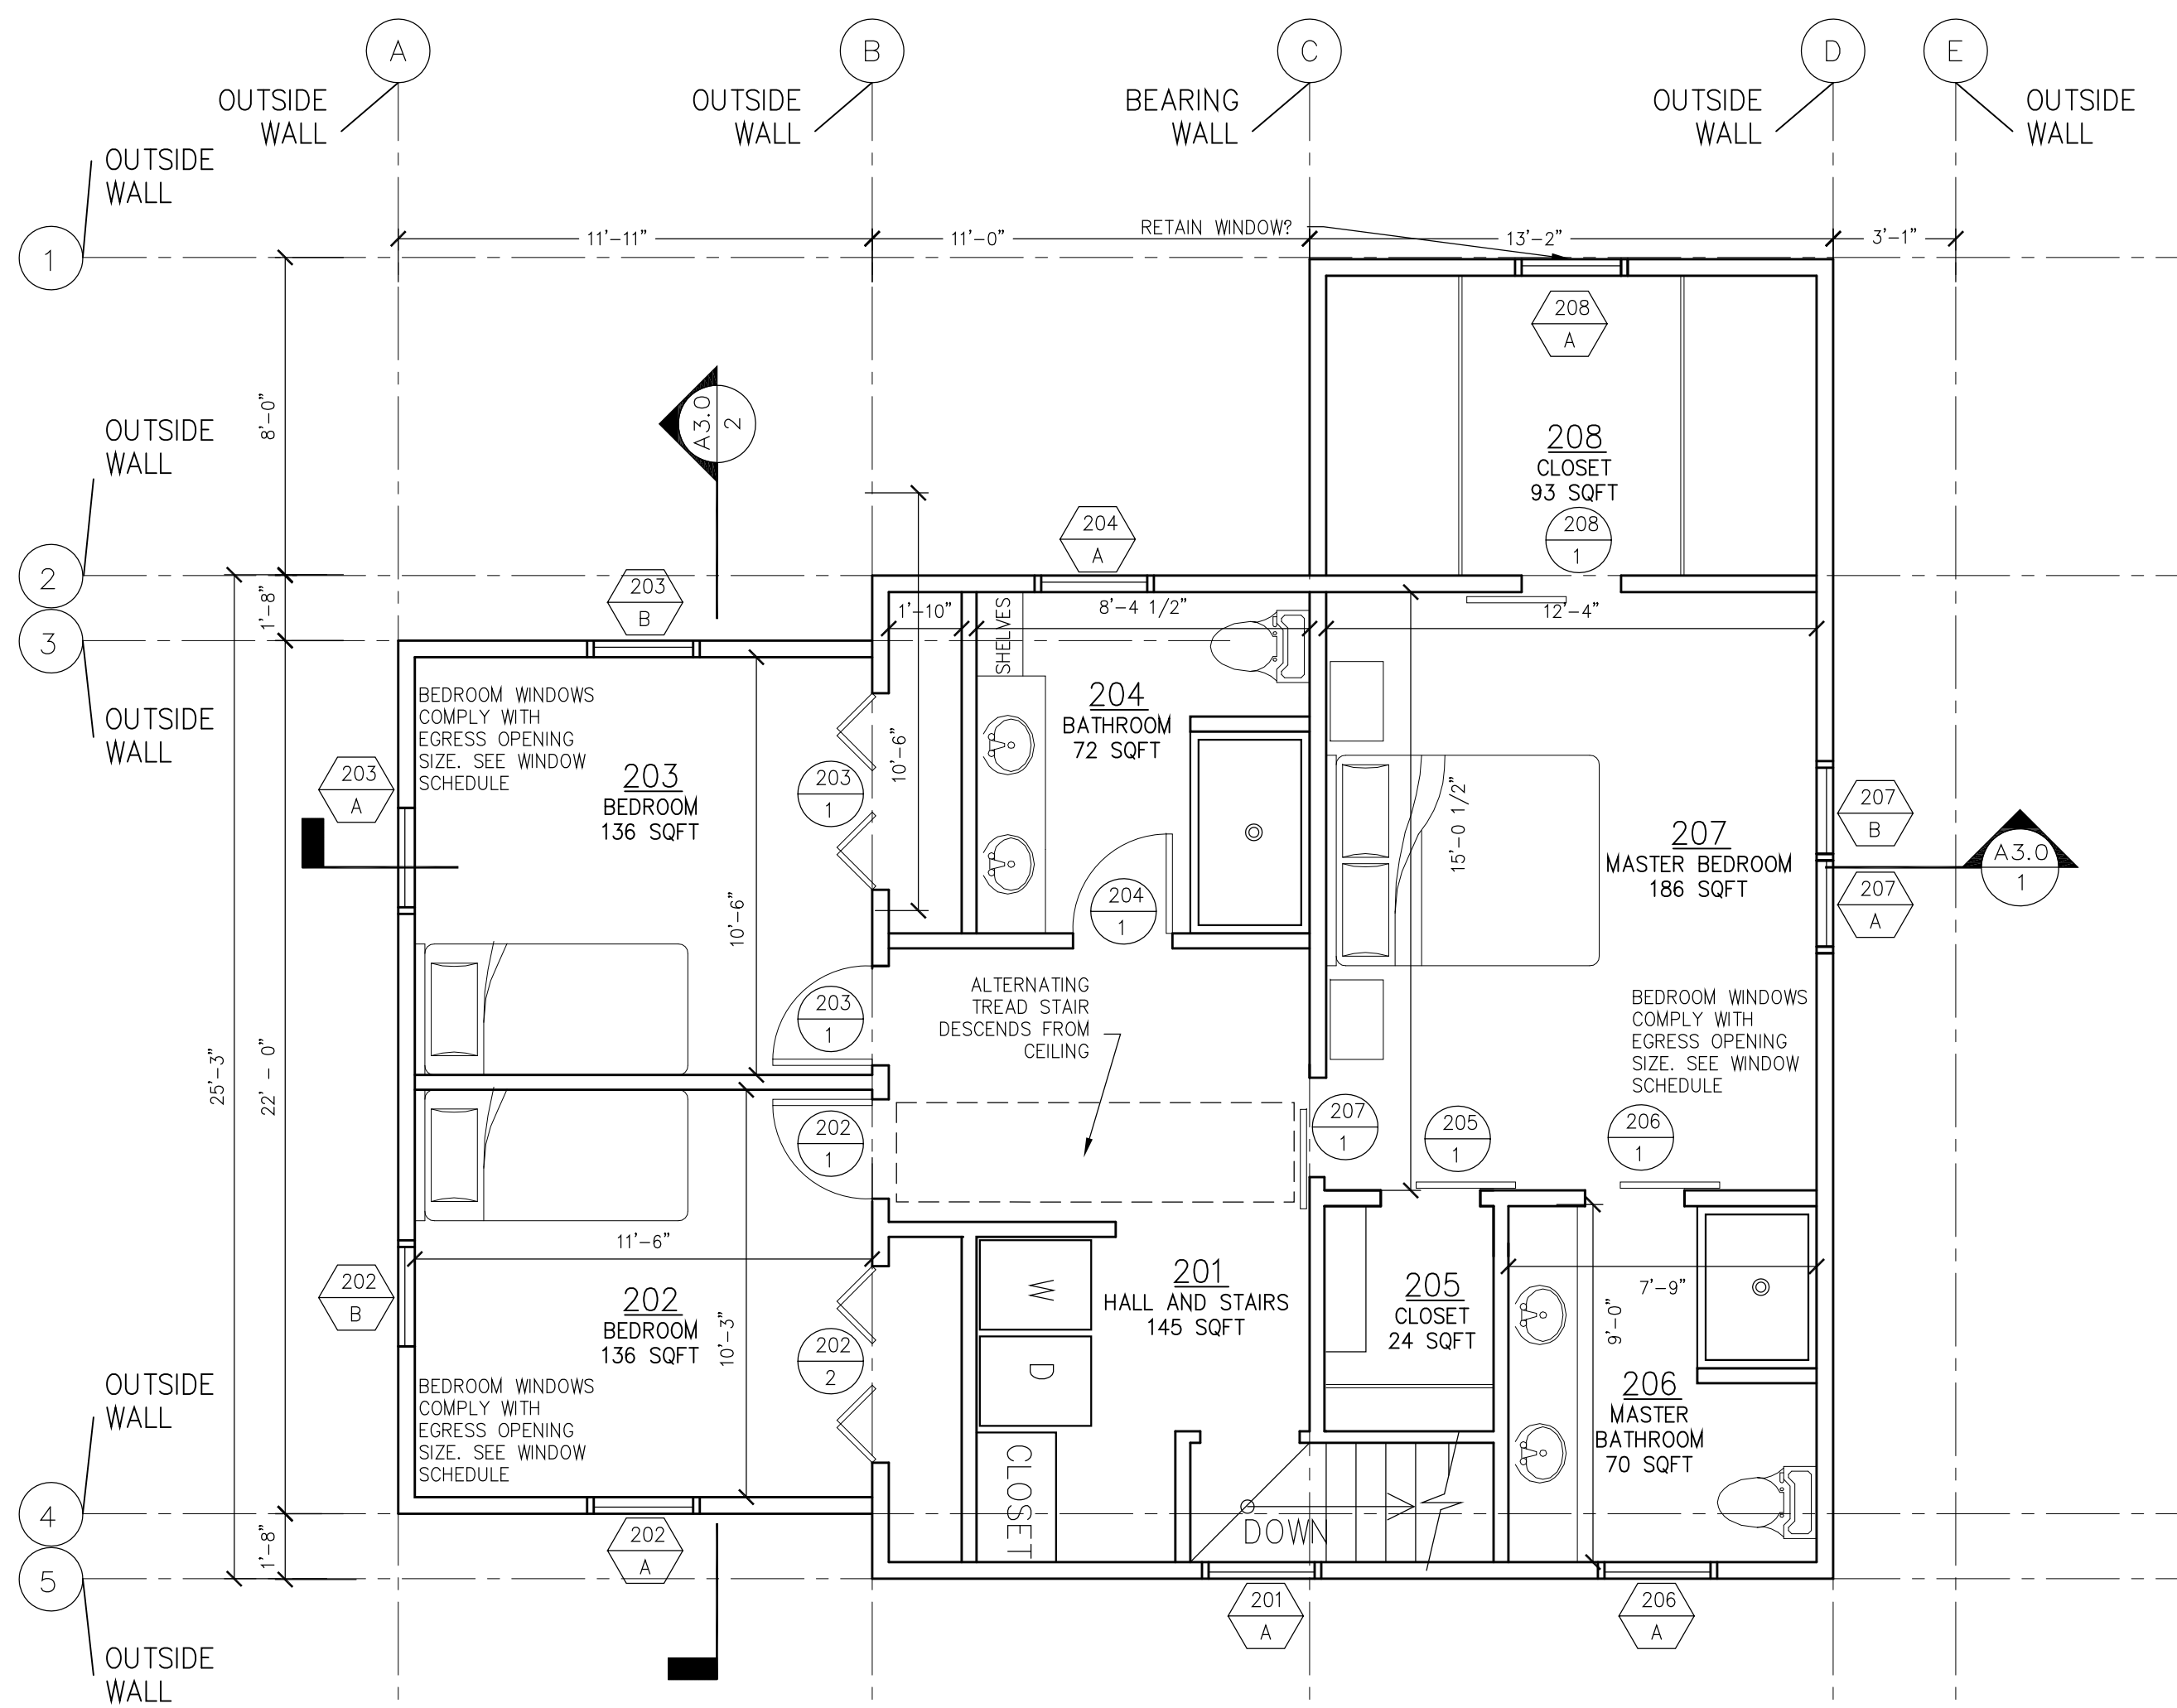 A
B
C
D
E
OUTSIDE
WALL
OUTSIDE
WALL
BEARING
WALL
OUTSIDE
WALL
OUTSIDE
WALL
OUTSIDE
WALL
1
11'-11"
11'-0"
RETAIN WINDOW?
13'-2"
3'-1"
208
A
8'-0"
A3.0
2
OUTSIDE
WALL
208
CLOSET
93 SQFT
208
1
204
A
2
1'-8"
203
B
3
1'-10"
SHELVES
8'-4 1/2"
12'-4"
OUTSIDE
WALL
BEDROOM WINDOWS
COMPLY WITH
EGRESS OPENING
SIZE. SEE WINDOW
SCHEDULE
203
BEDROOM
136 SQFT
203
A
203
1
10'-6"
204
BATHROOM
72 SQFT
15'-0 1/2"
207
MASTER BEDROOM
186 SQFT
207
B
A3.0
1
207
A
204
1
10'-6"
203
1
ALTERNATING
TREAD STAIR
DESCENDS FROM
CEILING
BEDROOM WINDOWS
COMPLY WITH
EGRESS OPENING
SIZE. SEE WINDOW
SCHEDULE
25'-3"
22' - 0"
202
1
207
1
205
1
206
1
11'-6"
202
B
202
BEDROOM
136 SQFT
10'-3"
202
2
W
D
CLOSET
201
HALL AND STAIRS
145 SQFT
205
CLOSET
24 SQFT
7'-9"
9'-0"
206
MASTER
BATHROOM
70 SQFT
OUTSIDE
WALL
BEDROOM WINDOWS
COMPLY WITH
EGRESS OPENING
SIZE. SEE WINDOW
SCHEDULE
4
1'-8"
DOWN
202
A
5
201
A
206
A
OUTSIDE
WALL